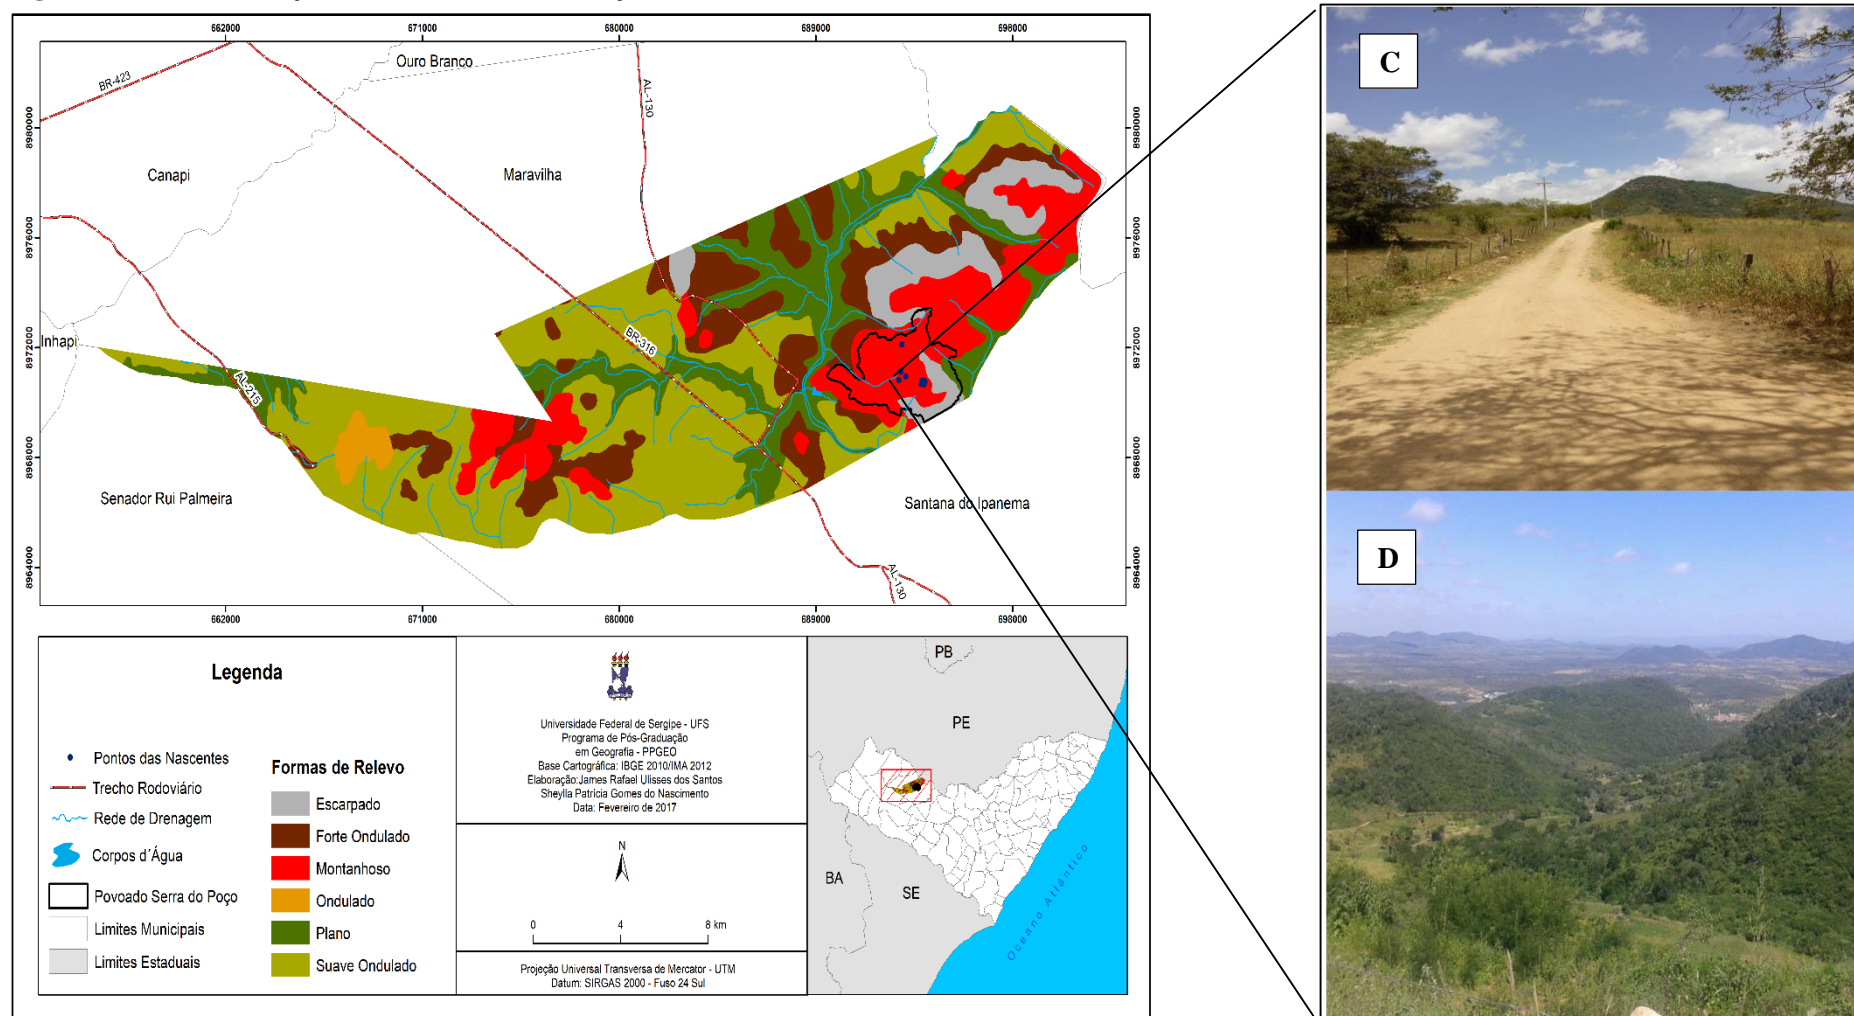 662000
671000
680000
689000
698000
Ouro Branco
BR-423
AL-130
8980000
8980000
Canapi
Maravilha
8976000
8976000
Inhapi
8972000
8972000
BR-316
AL-215
8968000
8968000
Senador Rui Palmeira
Santana do Ipanema
8964000
8964000
AL-130
662000
671000
680000
689000
698000
Legenda
Pontos das Nascentes
Trecho Rodoviário
Rede de Drenagem
Corpos d´Água
Povoado Serra do Poço
Limites Municipais
Limites Estaduais
Formas de Relevo
Escarpado
Forte Ondulado
Montanhoso
Ondulado
Plano
Suave Ondulado
Universidade Federal de Sergipe - UFS
Programa de Pós-Graduação
em Geografia - PPGEO
Base Cartográfica: IBGE 2010/IMA 2012
Elaboração:James Rafael Ulisses dos Santos
Sheylla Patrícia Gomes do Nascimento
Data: Fevereiro de 2017
N
0 4 8 km
Projeção Universal Transversa de Mercator - UTM
Datum: SIRGAS 2000 - Fuso 24 Sul
PB
PE
BA
SE
Oceano Atlântico
C
D